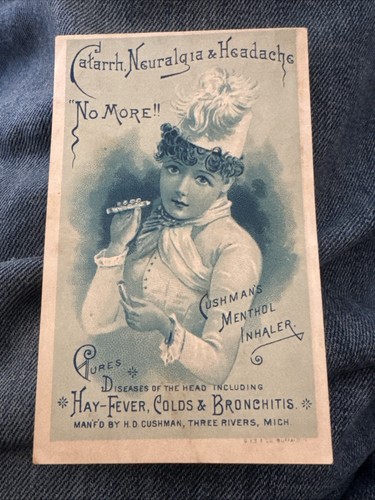 Catarrh, Neuralgia & Headache
"No More!!
Cushman's
Menthol
Inhaler.
Cures
Diseases of the Head including
Hay-Fever, Colds & Bronchitis.
Man'f'd by H.D. Cushman, Three Rivers, Mich.